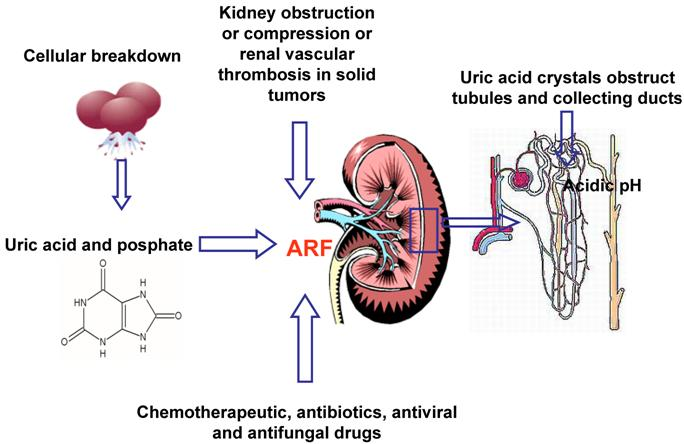 Kidney obstruction
or compression or
renal vascular
thrombosis in solid
tumors
Cellular breakdown
Uric acid crystals obstruct
tubules and collecting ducts
Acidic pH
Uric acid and posphate
ARF
O
HN
H
N
O
O
N
H
N
H
Chemotherapeutic, antibiotics, antiviral
and antifungal drugs